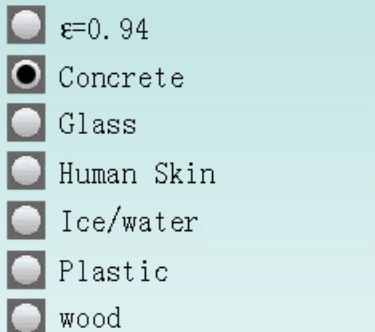 ε=0.94
Concrete
Glass
Human Skin
Ice/water
Plastic
wood